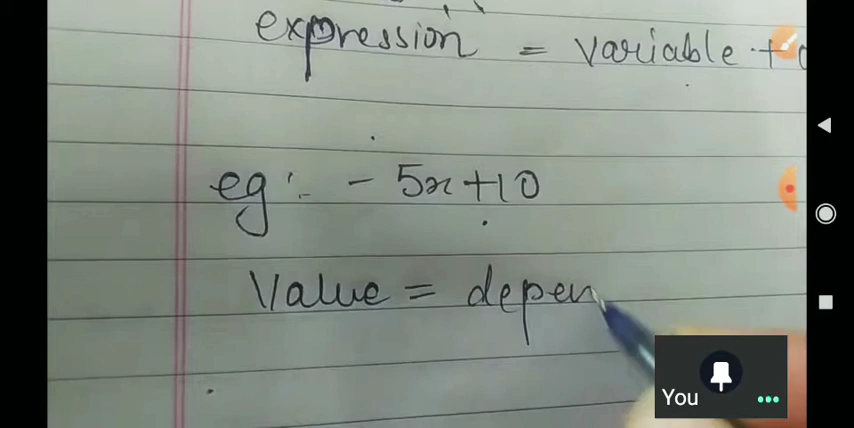 expression = variable +
eg:- - 5x+10
Value = depen
You